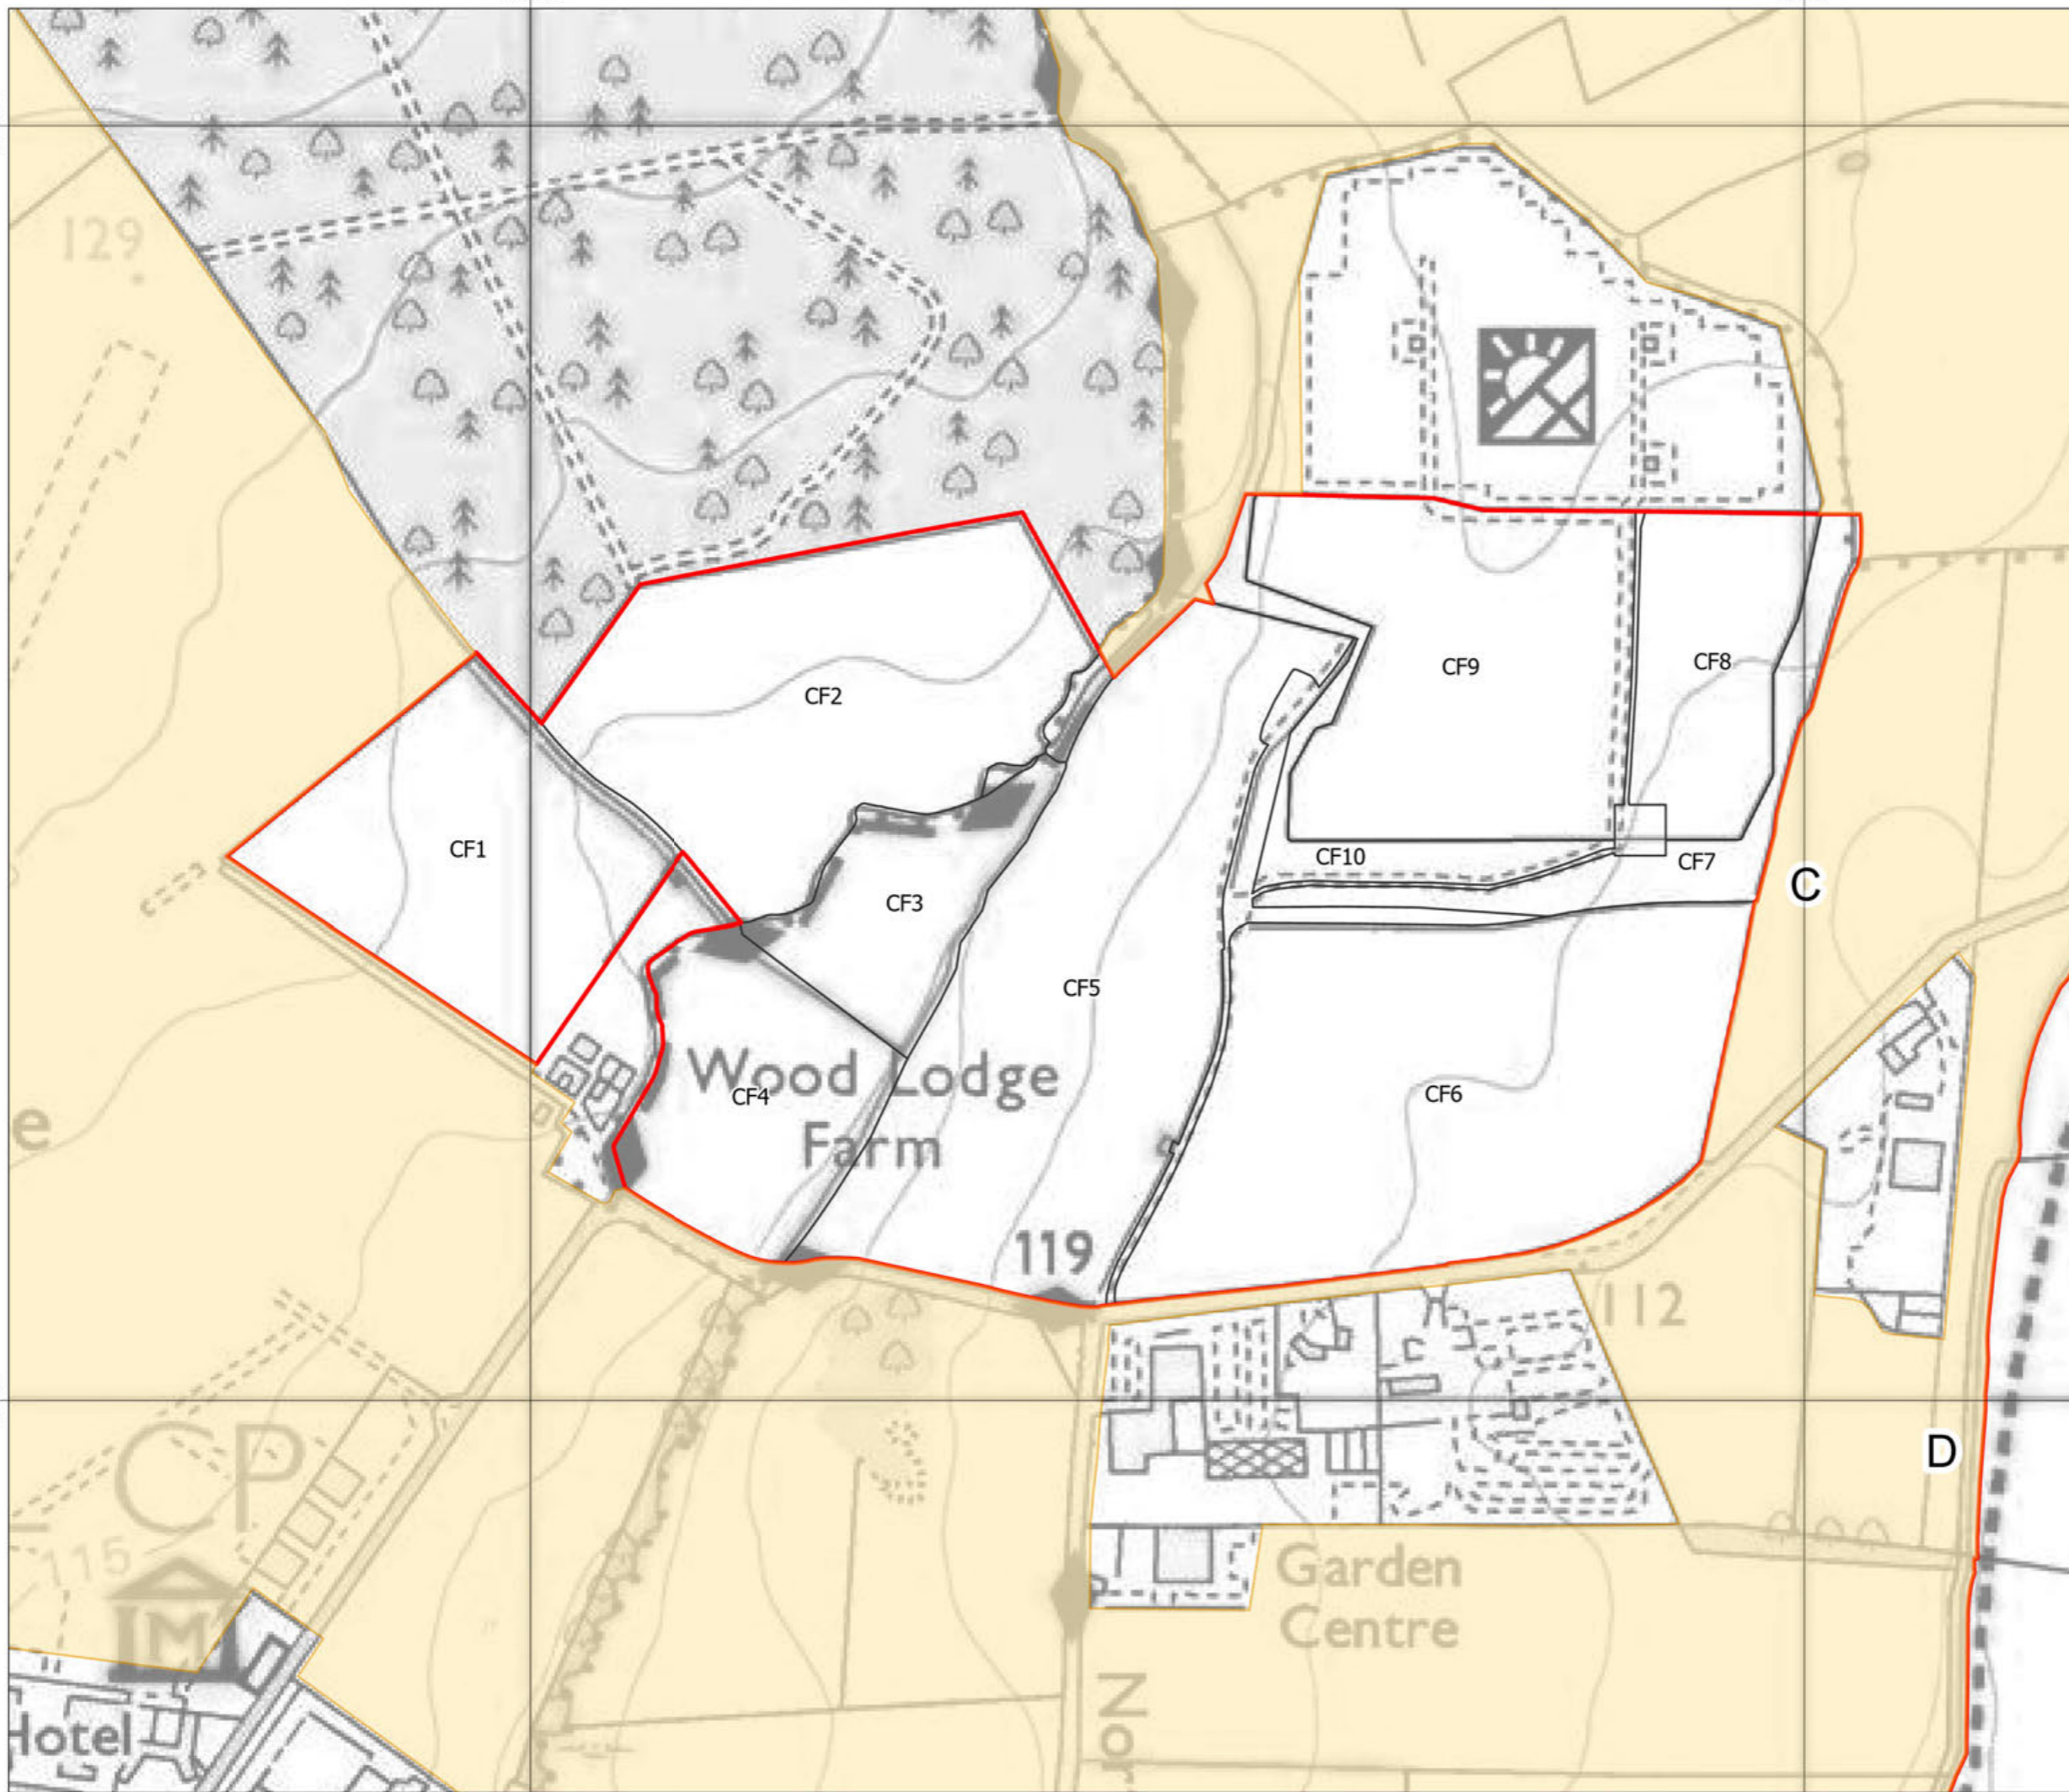 129
CF9
CF8
CF2
CF1
CF10
CF7
C
CF3
CF5
Wood Lodge
CF4
CF6
e
Farm
119
112
CP
D
115
M
Garden
Centre
Nor
Hotel